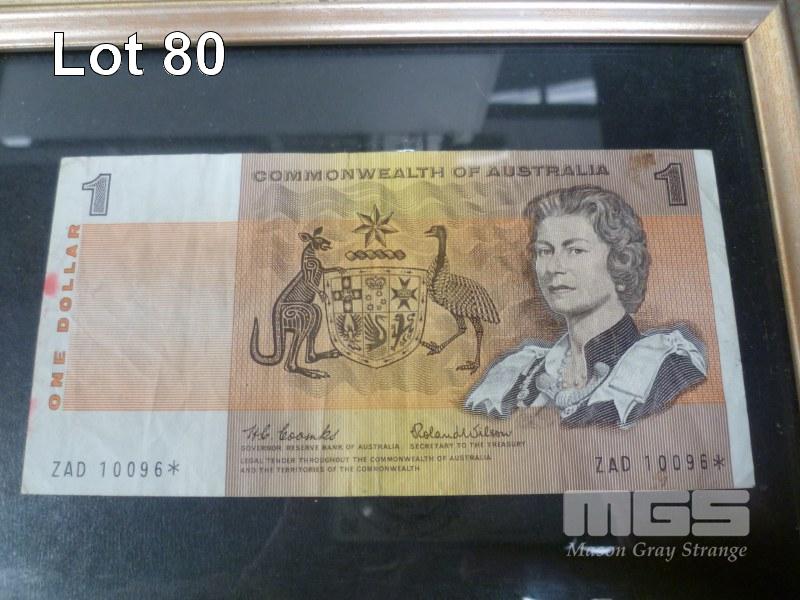 Lot 80
COMMONWEALTH OF AUSTRALIA
1
1
ONE DOLLAR
H.C. Coombs
Roland Wilson
GOVERNOR RESERVE BANK OF AUSTRALIA
SECRETARY TO THE TREASURY
LEGAL TENDER THROUGHOUT THE COMMONWEALTH OF AUSTRALIA
AND THE TERRITORIES OF THE COMMONWEALTH
ZAD 10096*
ZAD 10096*
MGS
Mason Gray Strange